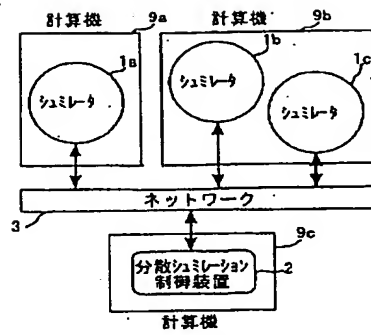 計算機 9a
計算機 9b
1a
1b
1c
シュミレータ
シュミレータ
シュミレータ
ネットワーク
3
9c
分散シュミレーション
制御装置
2
計算機